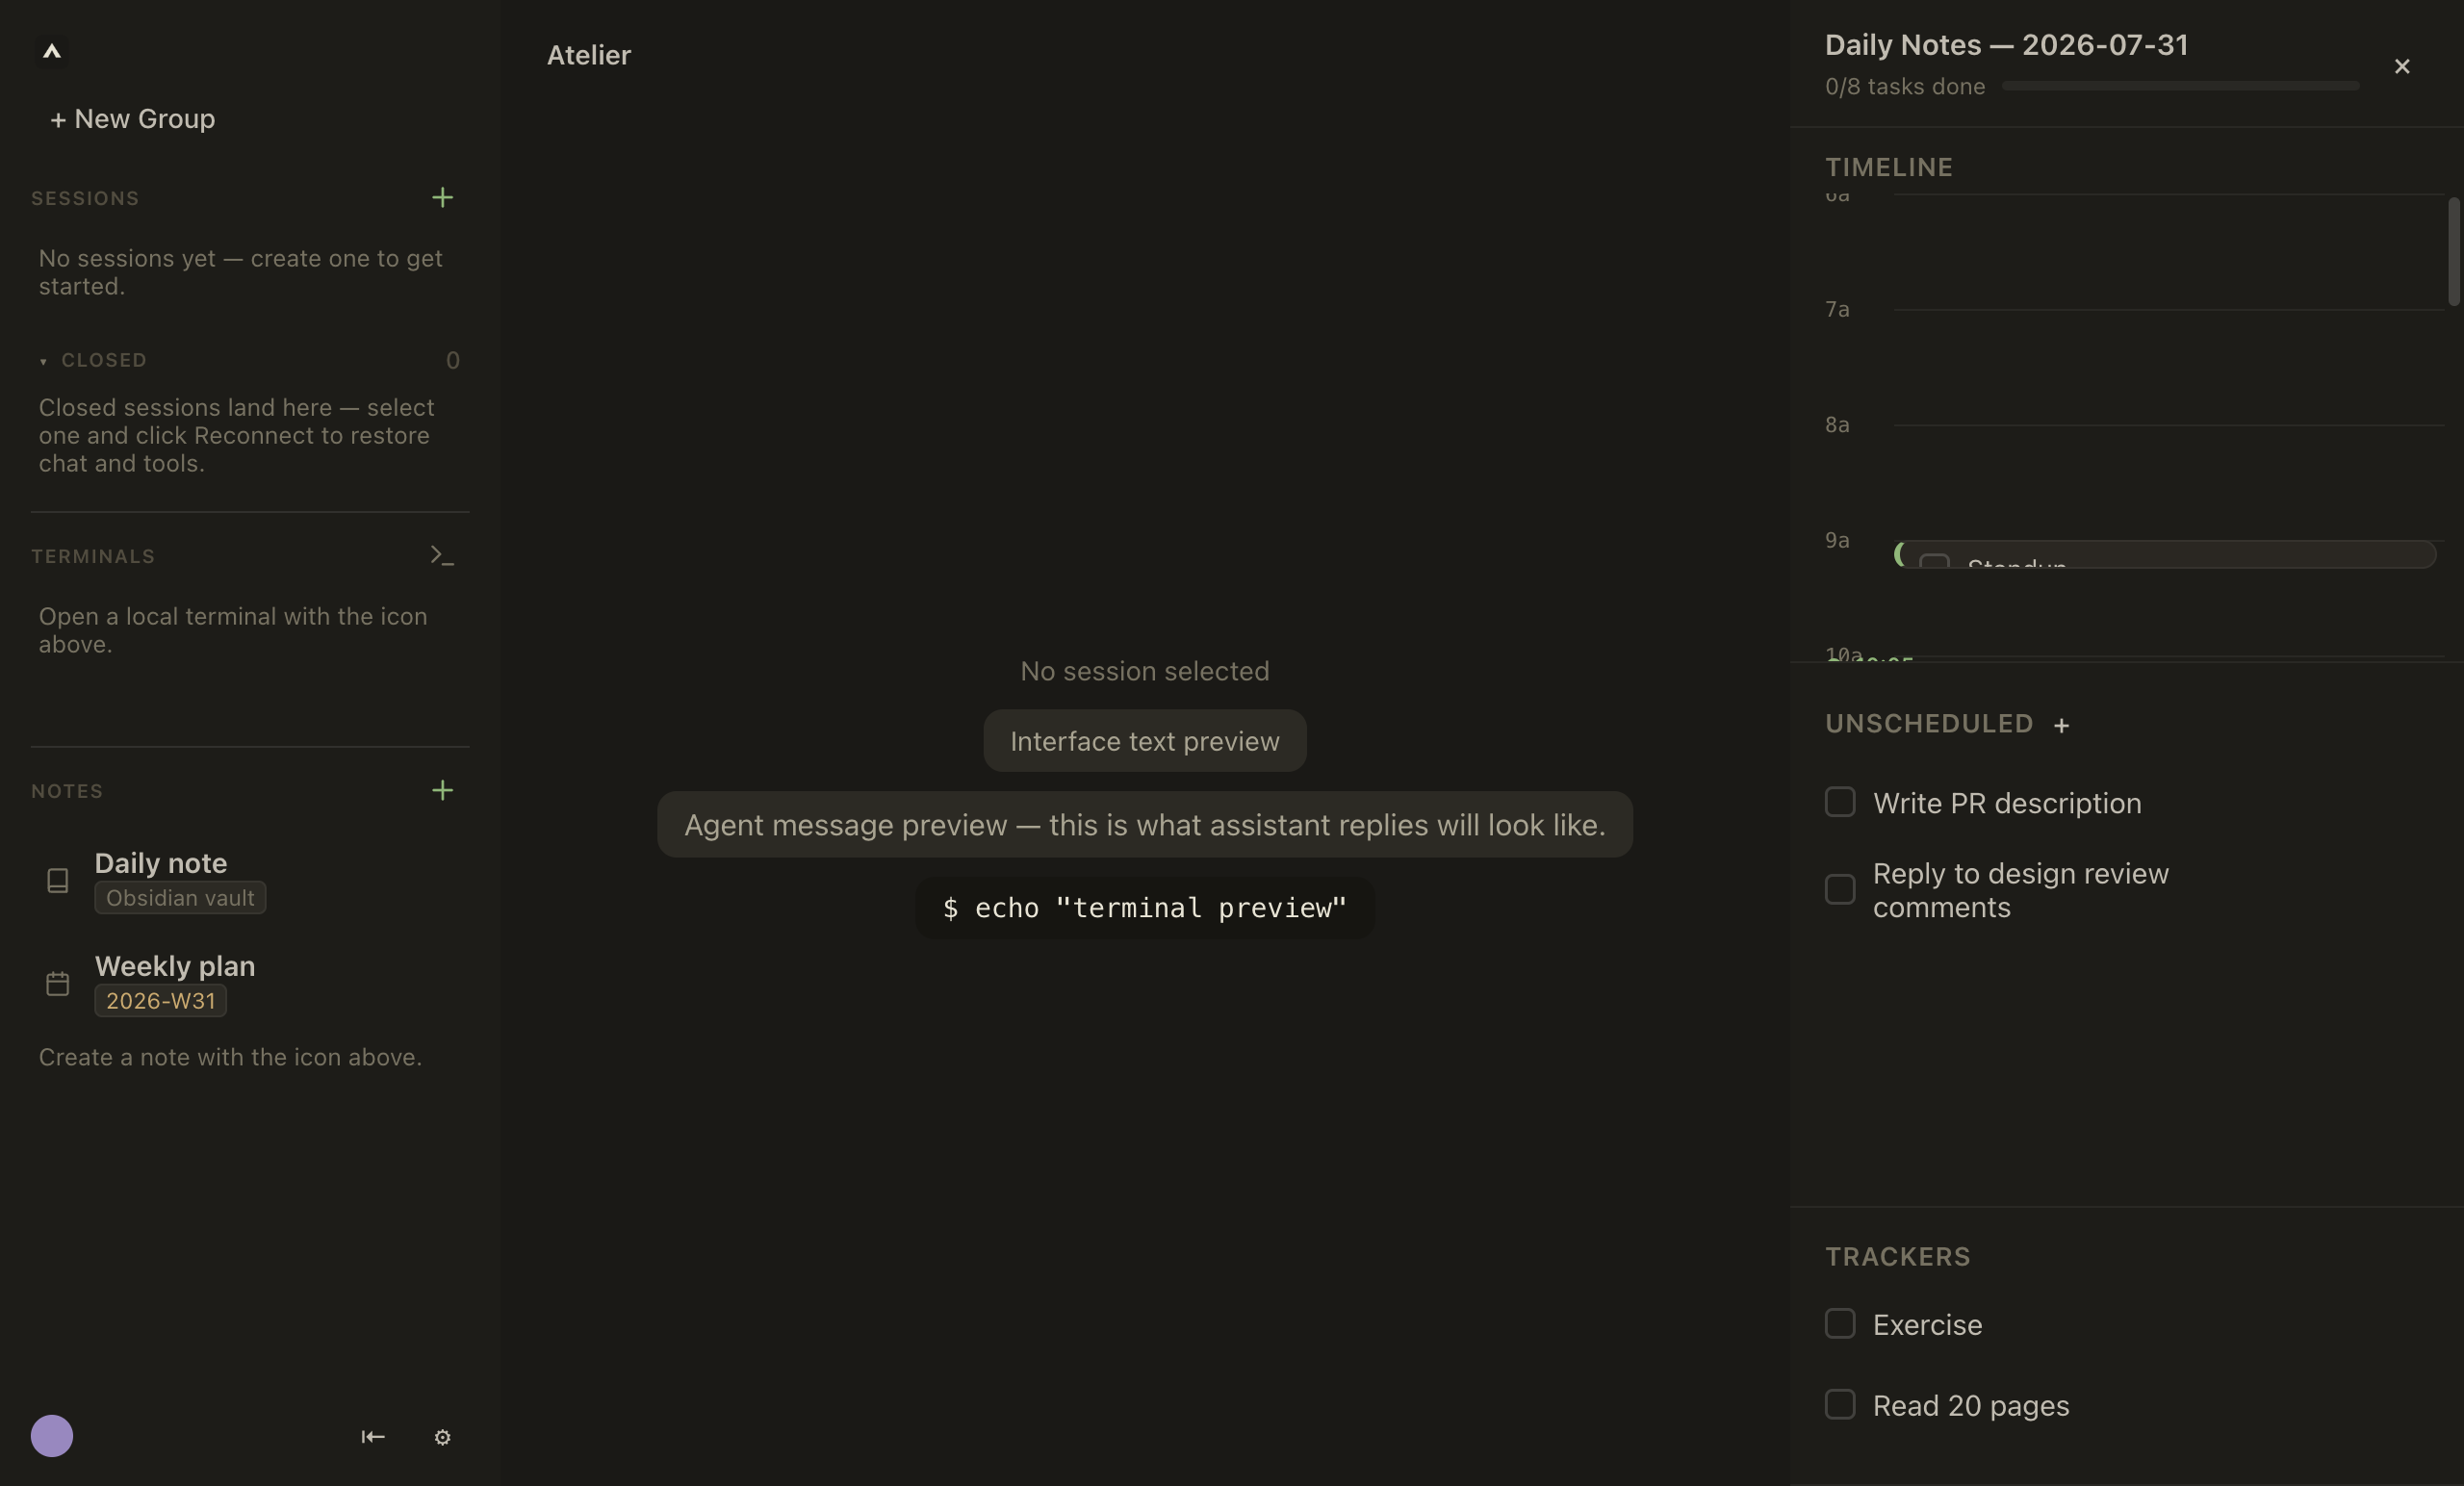 + New Group
SESSIONS
No sessions yet — create one to get
started.
CLOSED 0
Closed sessions land here — select
one and click Reconnect to restore
chat and tools.
TERMINALS
Open a local terminal with the icon
above.
NOTES
Daily note
Obsidian vault
Weekly plan
2026-W31
Create a note with the icon above.
Atelier
No session selected
Interface text preview
Agent message preview — this is what assistant replies will look like.
$ echo "terminal preview"
Daily Notes — 2026-07-31
0/8 tasks done
TIMELINE
6a
7a
8a
9a
Standup
10a
UNSCHEDULED +
Write PR description
Reply to design review
comments
TRACKERS
Exercise
Read 20 pages